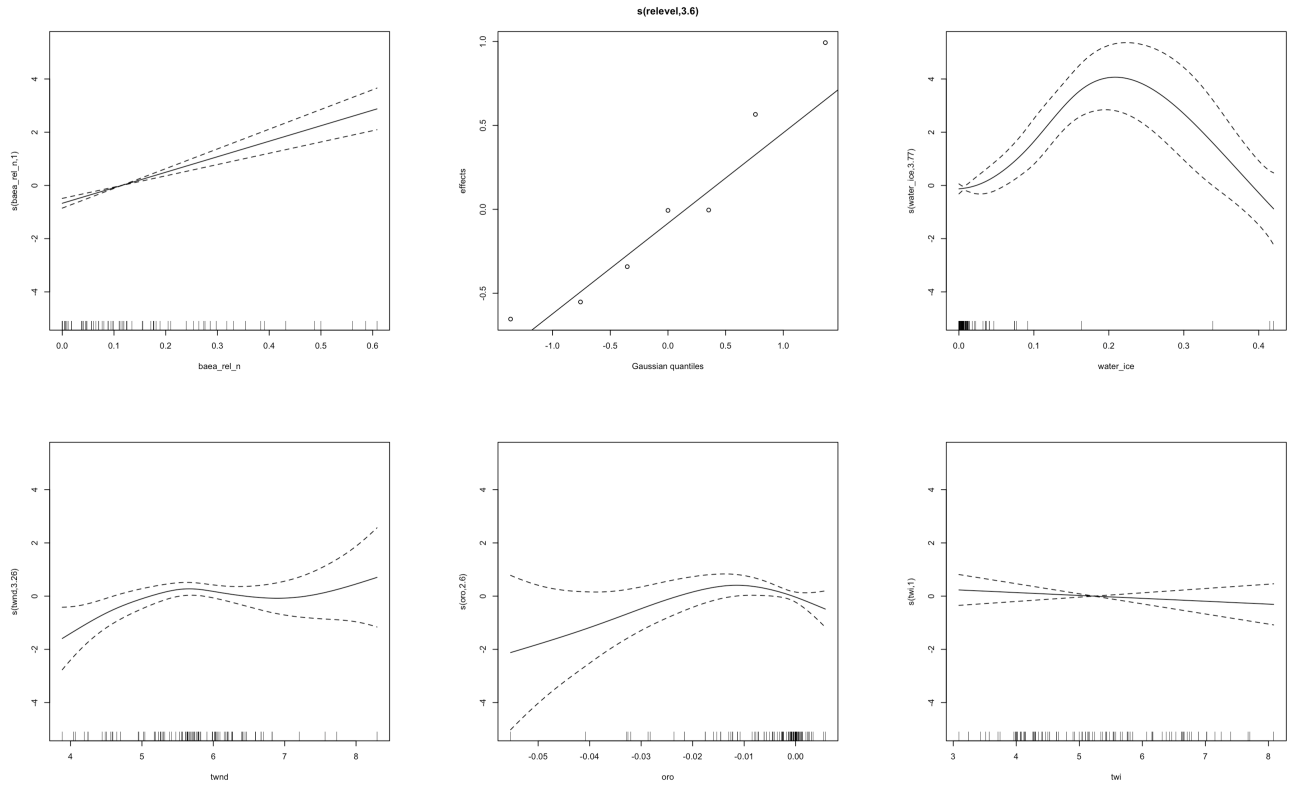 s(relevel,3.6)
s(baea_rel_n,1)
4
2
0
-2
-4
0.0 0.1 0.2 0.3 0.4 0.5 0.6
baea_rel_n
effects
1.0
0.5
0.0
-0.5
-1.0 -0.5 0.0 0.5 1.0
Gaussian quantiles
s(water_ice,3.77)
4
2
0
-2
-4
0.0 0.1 0.2 0.3 0.4
water_ice
s(twnd,3.26)
4
2
0
-2
-4
4 5 6 7 8
twnd
s(oro,2.6)
4
2
0
-2
-4
-0.05 -0.04 -0.03 -0.02 -0.01 0.00
oro
s(twi,1)
4
2
0
-2
-4
3 4 5 6 7 8
twi